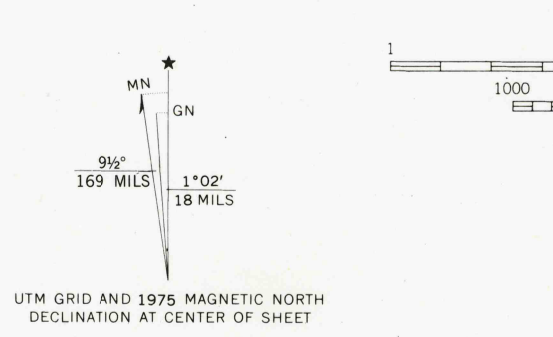 1
1000
MN
GN
9½°
169 MILS
1°02'
18 MILS
UTM GRID AND 1975 MAGNETIC NORTH
DECLINATION AT CENTER OF SHEET